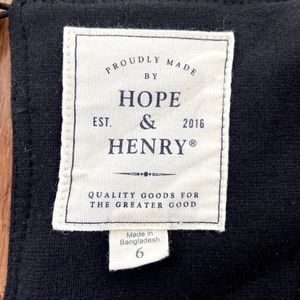 PROUDLY MADE
BY
HOPE
EST. & 2016
HENRY®
QUALITY GOODS FOR
THE GREATER GOOD
Made in
Bangladesh
6